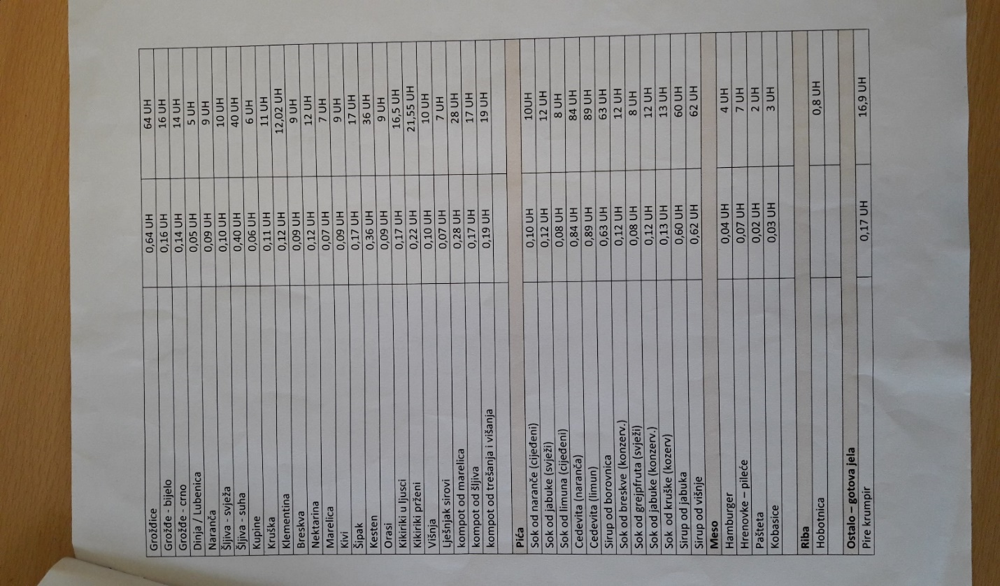 Grožđice 0,64 UH 64 UH
Grožđe - bijelo 0,16 UH 16 UH
Grožđe - crno 0,14 UH 14 UH
Dinja / Lubenica 0,05 UH 5 UH
Naranča 0,09 UH 9 UH
Šljiva - svježa 0,10 UH 10 UH
Šljiva - suha 0,40 UH 40 UH
Kupine 0,06 UH 6 UH
Kruška 0,11 UH 11 UH
Klementina 0,12 UH 12,02 UH
Breskva 0,09 UH 9 UH
Nektarina 0,12 UH 12 UH
Marelica 0,07 UH 7 UH
Kivi 0,09 UH 9 UH
Šipak 0,17 UH 17 UH
Kesten 0,36 UH 36 UH
Orasi 0,09 UH 9 UH
Kikiriki u ljusci 0,17 UH 16,5 UH
Kikiriki prženi 0,22 UH 21,55 UH
Višnja 0,10 UH 10 UH
Lješnjak sirovi 0,07 UH 7 UH
kompot od marelica 0,28 UH 28 UH
kompot od šljiva 0,17 UH 17 UH
kompot od trešanja i višanja 0,19 UH 19 UH
Pića
Sok od naranče (cijeđeni) 0,10 UH 10UH
Sok od jabuke (svježi) 0,12 UH 12 UH
Sok od limuna (cijeđeni) 0,08 UH 8 UH
Cedevita (naranča) 0,84 UH 84 UH
Cedevita (limun) 0,89 UH 89 UH
Sirup od borovnica 0,63 UH 63 UH
Sok od breskve (konzerv.) 0,12 UH 12 UH
Sok od grejpfruta (svježi) 0,08 UH 8 UH
Sok od jabuke (konzerv.) 0,12 UH 12 UH
Sok od kruške (kozerv) 0,13 UH 13 UH
Sirup od jabuka 0,60 UH 60 UH
Sirup od višnje 0,62 UH 62 UH
Meso
Hamburger 0,04 UH 4 UH
Hrenovke – pileće 0,07 UH 7 UH
Pašteta 0,02 UH 2 UH
Kobasice 0,03 UH 3 UH
Riba
Hobotnica 0,8 UH
Ostalo – gotova jela
Pire krumpir 0,17 UH 16,9 UH